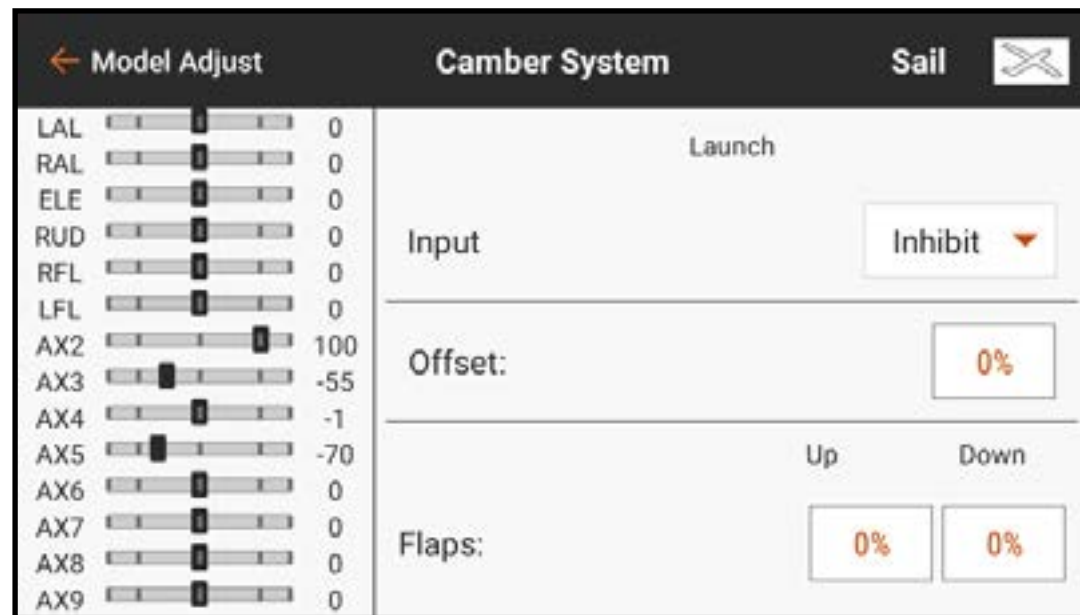 ← Model Adjust Camber System Sail
LAL 0
RAL 0
ELE 0
RUD 0
RFL 0
LFL 0
AX2 100
AX3 -55
AX4 -1
AX5 -70
AX6 0
AX7 0
AX8 0
AX9 0
Launch
Input Inhibit
Offset: 0%
Up Down
Flaps: 0% 0%